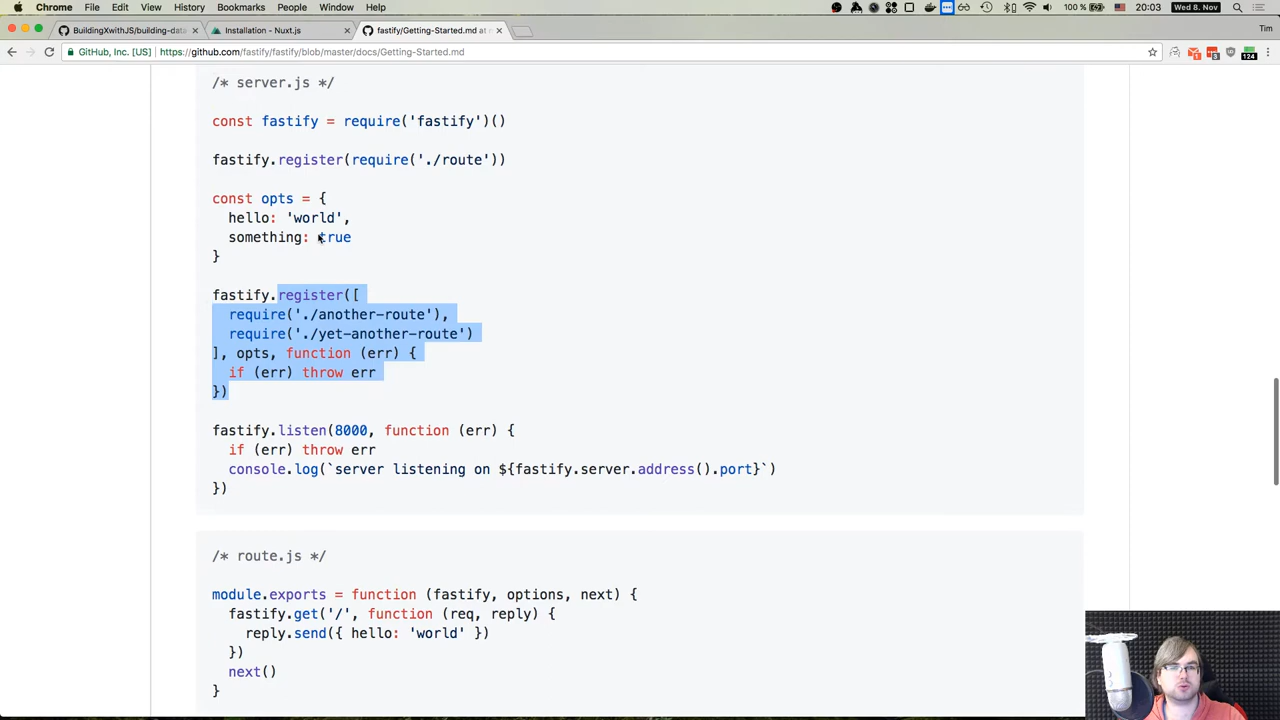 Chrome File Edit View History Bookmarks People Window Help 100 % 20:03 Wed 8. Nov
BuildingXwithJS/building-data Installation - Nuxt.js fastify/Getting-Started.md at Tim
GitHub, Inc. [US] https://github.com/fastify/fastify/blob/master/docs/Getting-Started.md 1 3 124
/* server.js */
const fastify = require('fastify')()
fastify.register(require('./route'))
const opts = {
hello: 'world',
something: true
}
fastify.register([
require('./another-route'),
require('./yet-another-route')
], opts, function (err) {
if (err) throw err
})
fastify.listen(8000, function (err) {
if (err) throw err
console.log(`server listening on ${fastify.server.address().port}`)
})
/* route.js */
module.exports = function (fastify, options, next) {
fastify.get('/', function (req, reply) {
reply.send({ hello: 'world' })
})
next()
}